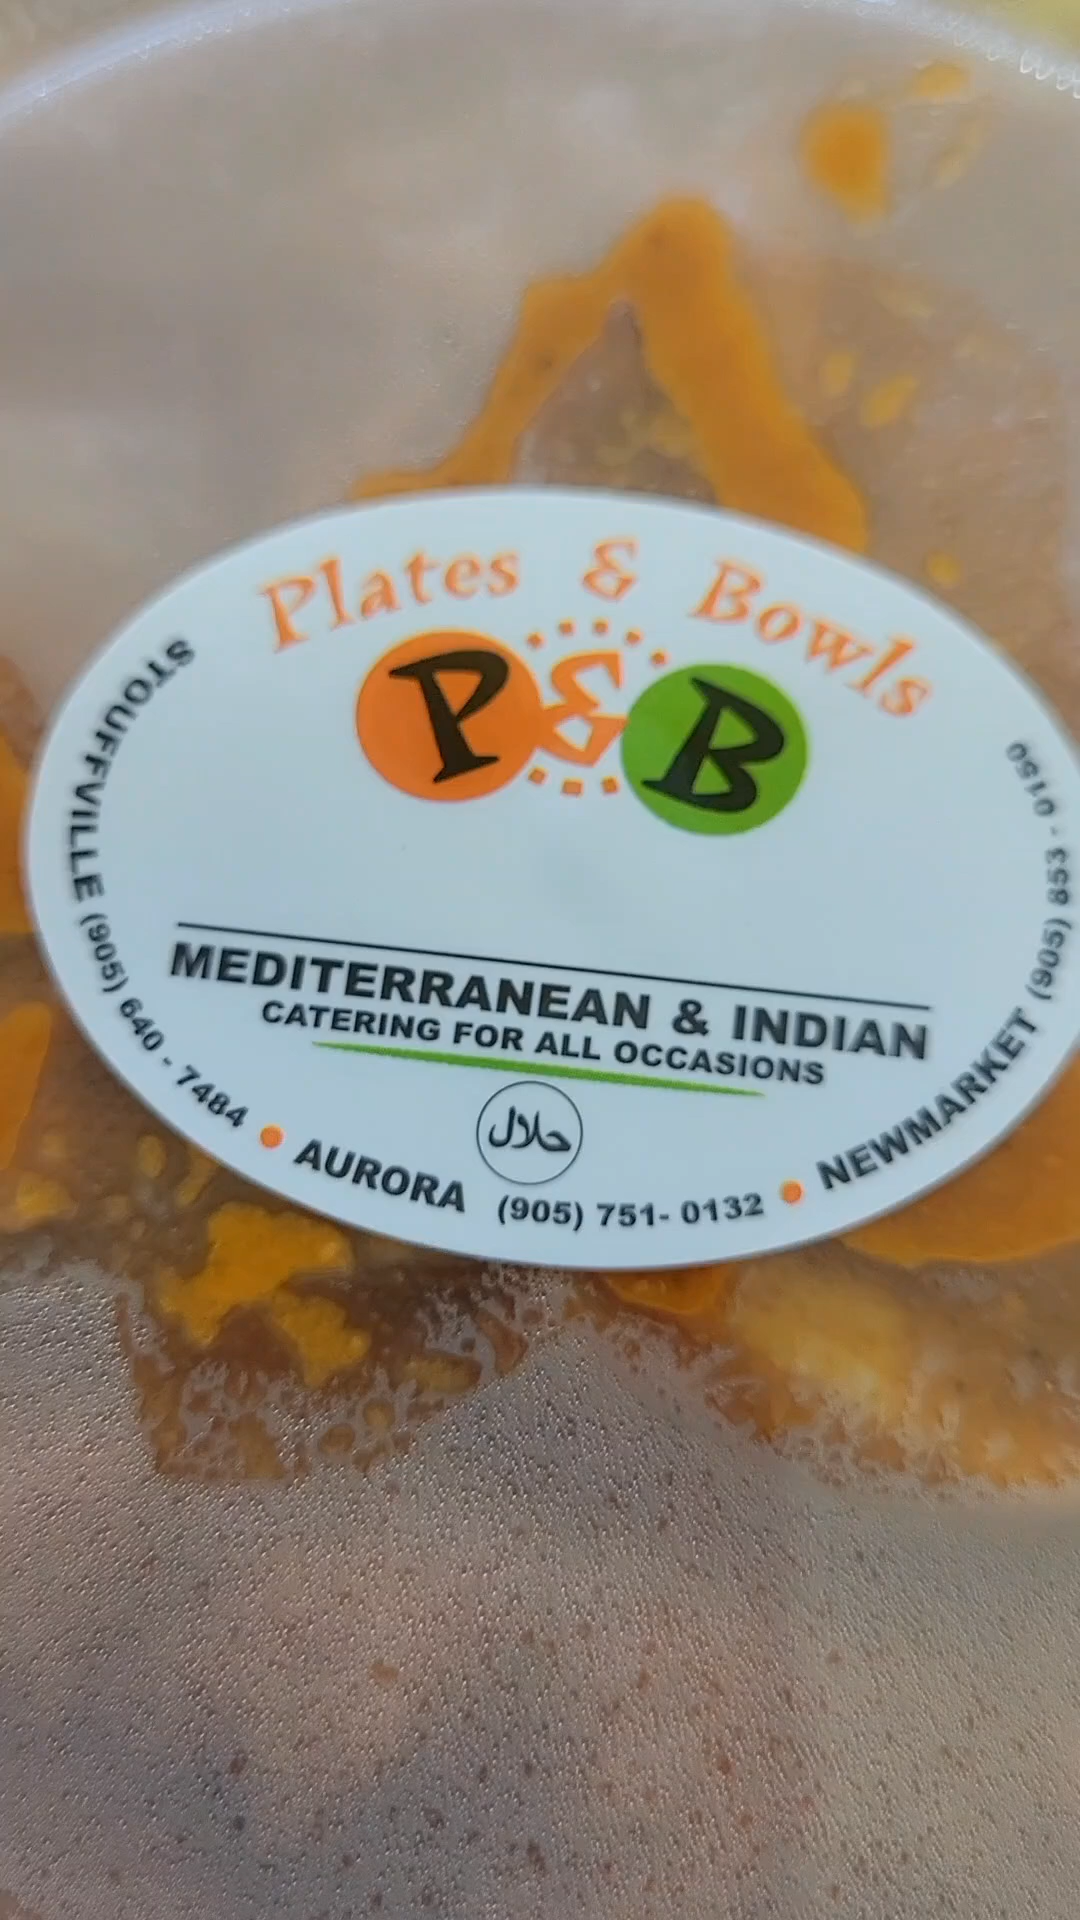 Plates & Bowls
P&B
MEDITERRANEAN & INDIAN
CATERING FOR ALL OCCASIONS
حلال
STOUFFVILLE (905) 640 - 7484 • AURORA (905) 751- 0132 • NEWMARKET (905) 853 - 0150